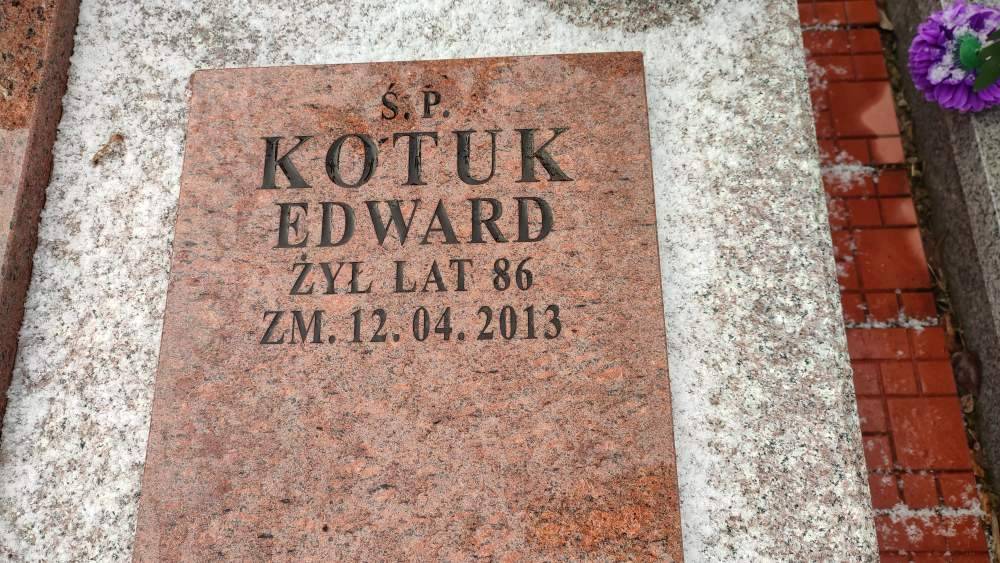 Ś.P.
KOTUK
EDWARD
ŻYŁ LAT 86
ZM. 12. 04. 2013